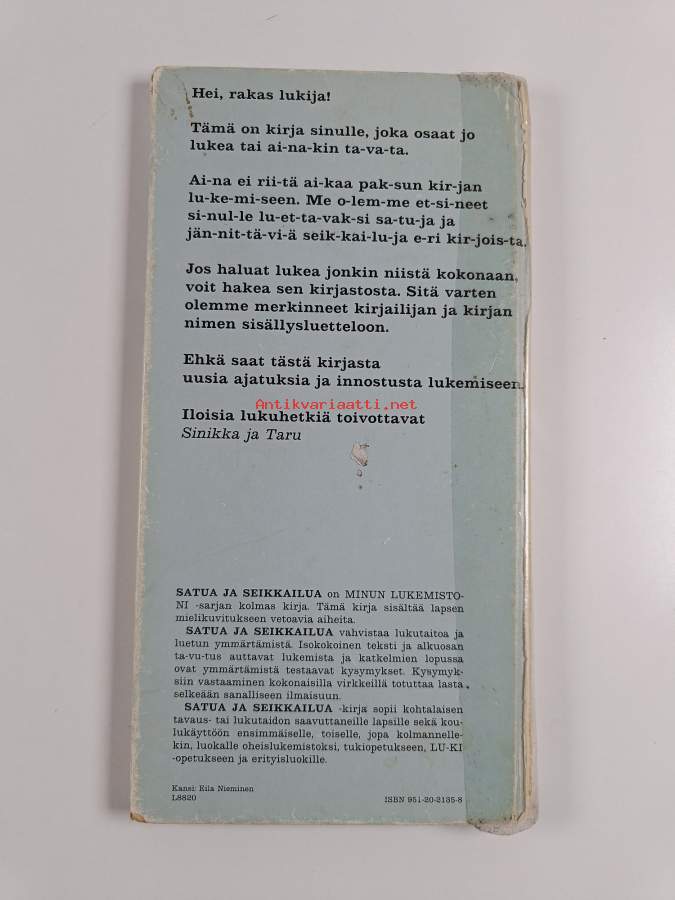 Hei, rakas lukija!
Tämä on kirja sinulle, joka osaat jo
lukea tai ai-na-kin ta-va-ta.
Ai-na ei rii-tä ai-kaa pak-sun kir-jan
lu-ke-mi-seen. Me o-lem-me et-si-neet
si-nul-le lu-et-ta-vak-si sa-tu-ja ja
jän-nit-tä-vi-ä seik-kai-lu-ja e-ri kir-jois-ta.
Jos haluat lukea jonkin niistä kokonaan,
voit hakea sen kirjastosta. Sitä varten
olemme merkinneet kirjailijan ja kirjan
nimen sisällysluetteloon.
Ehkä saat tästä kirjasta
uusia ajatuksia ja innostusta lukemiseen.
Antikvariaatti.net
Iloisia lukuhetkiä toivottavat
Sinikka ja Taru
SATUA JA SEIKKAILUA on MINUN LUKEMISTO-
NI -sarjan kolmas kirja. Tämä kirja sisältää lapsen
mielikuvitukseen vetoavia aiheita.
SATUA JA SEIKKAILUA vahvistaa lukutaitoa ja
luetun ymmärtämistä. Isokokoinen teksti ja alkuosan
ta-vu-tus auttavat lukemista ja katkelmien lopussa
ovat ymmärtämistä testaavat kysymykset. Kysymyk-
siin vastaaminen kokonaisilla virkkeillä totuttaa lasta
selkeään sanalliseen ilmaisuun.
SATUA JA SEIKKAILUA -kirja sopii kohtalaisen
tavaus- tai lukutaidon saavuttaneille lapsille sekä kou-
lukäyttöön ensimmäiselle, toiselle, jopa kolmannelle-
kin, luokalle oheislukemistoksi, tukiopetukseen, LU-KI
-opetukseen ja erityisluokille.
Kansi: Eila Nieminen
L8820
ISBN 951-20-2135-8